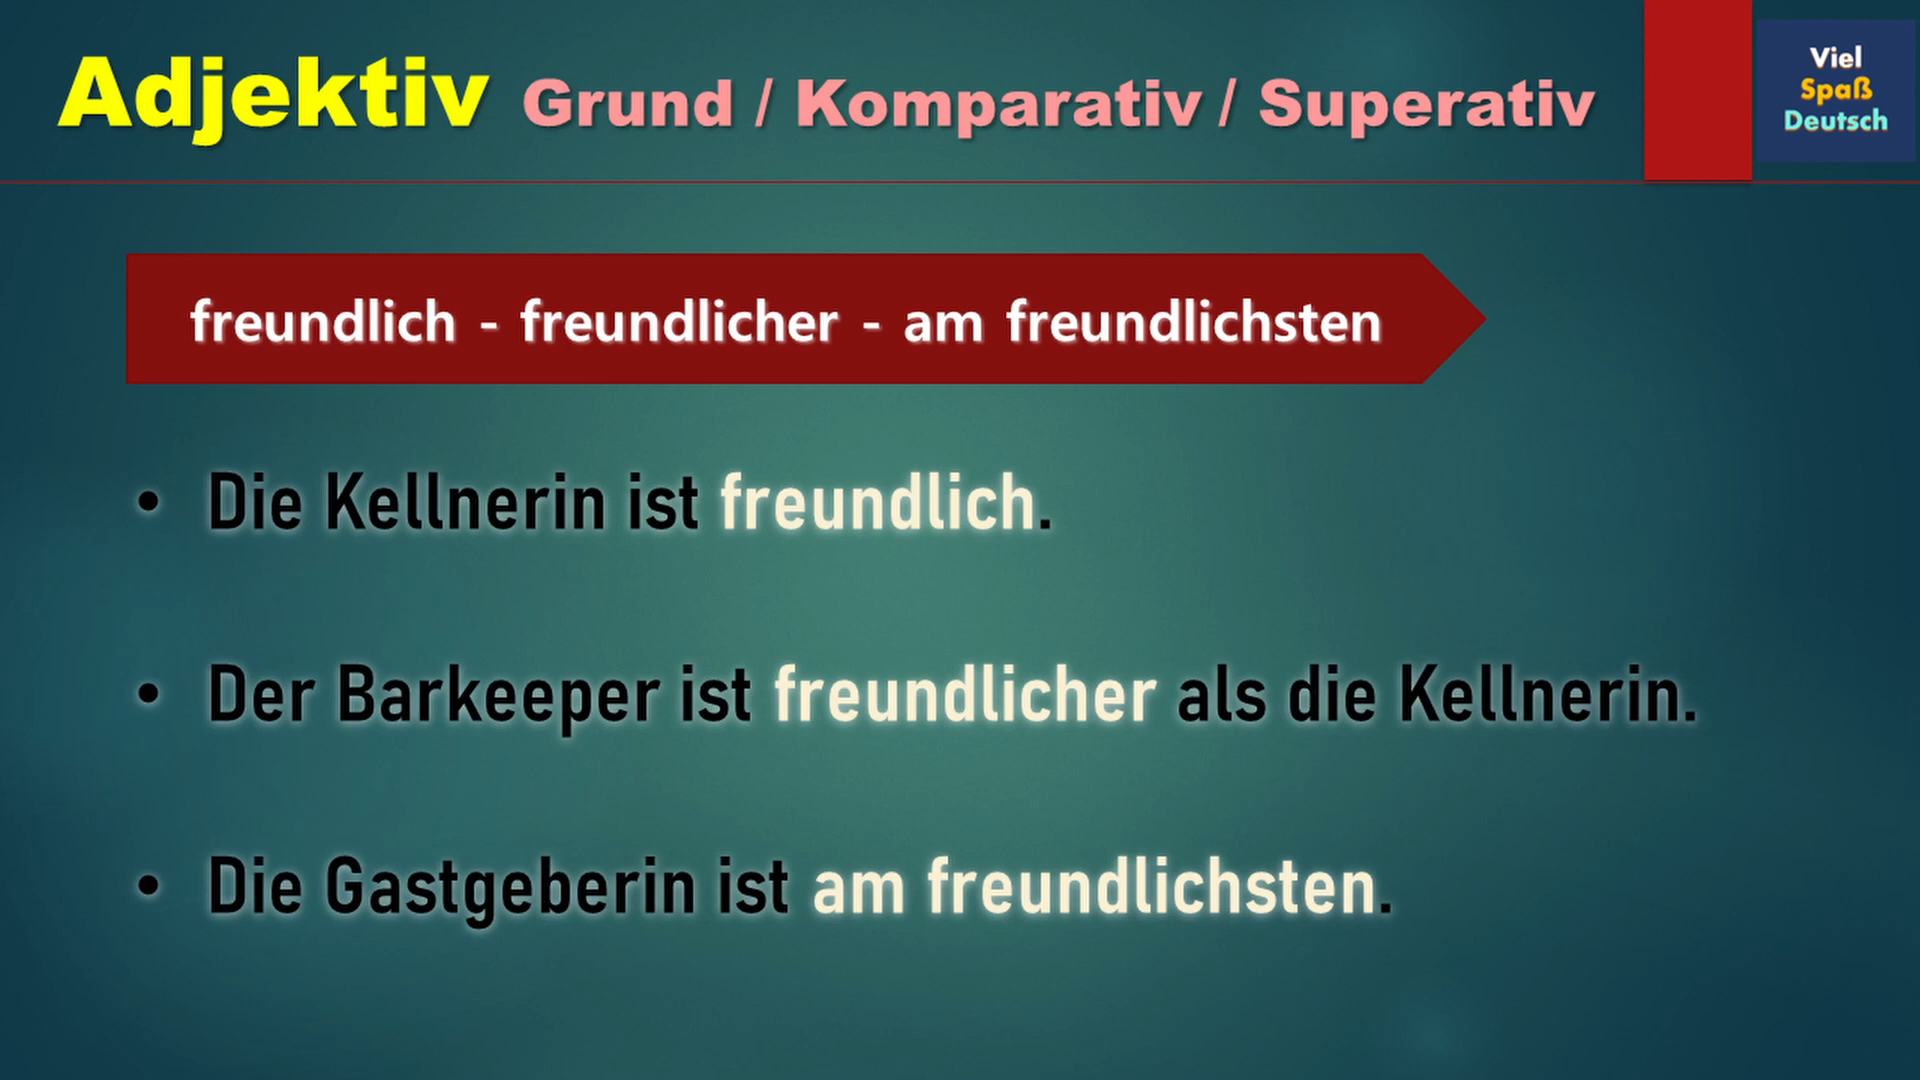 Adjektiv Grund / Komparativ / Superativ
Viel
Spaß
Deutsch
freundlich - freundlicher - am freundlichsten
• Die Kellnerin ist freundlich.
• Der Barkeeper ist freundlicher als die Kellnerin.
• Die Gastgeberin ist am freundlichsten.